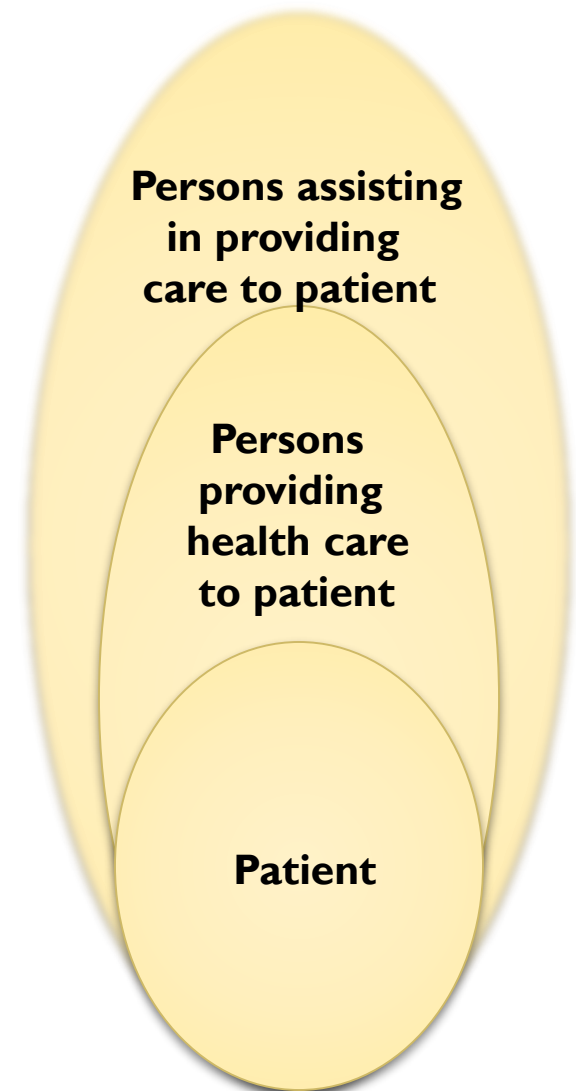 Persons assisting
in providing
care to patient
Persons
providing
health care
to patient
Patient